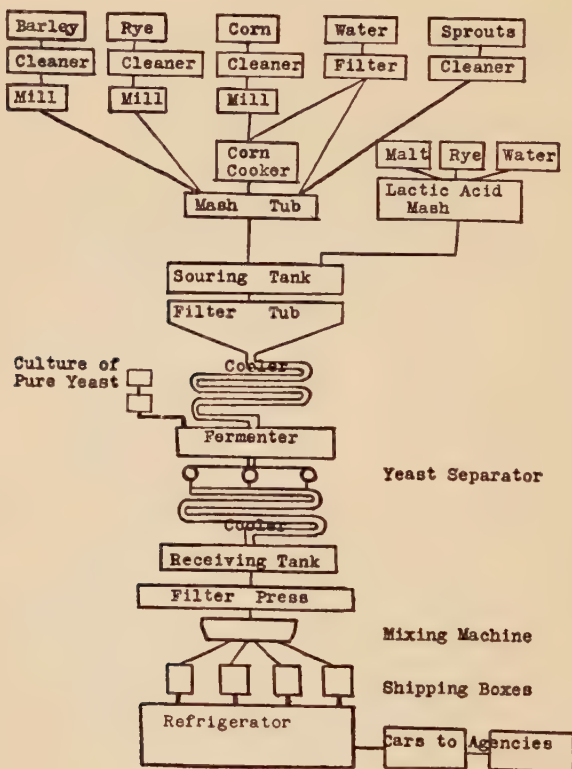 Barley Rye Corn Water Sprouts
Cleaner Cleaner Cleaner Filter Cleaner
Mill Mill Mill
Corn
Cooker
Malt Rye Water
Lactic Acid
Mash
Mash Tub
Souring Tank
Filter Tub
Cooler
Culture of
Pure Yeast
Fermenter
Yeast Separator
Cooler
Receiving Tank
Filter Press
Mixing Machine
Shipping Boxes
Refrigerator
Cars to Agencies